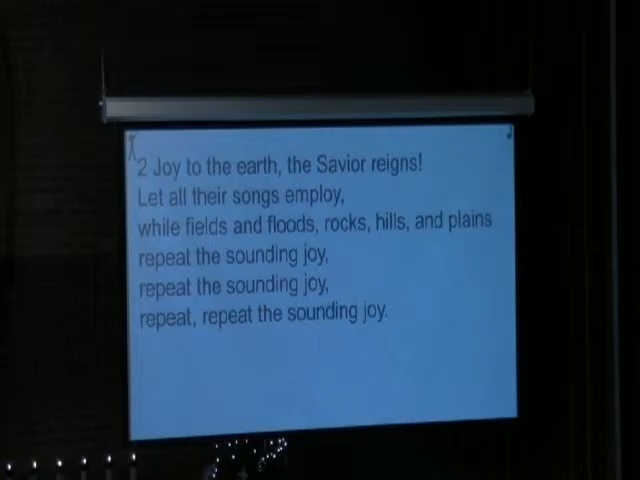 2 Joy to the earth, the Savior reigns!
Let all their songs employ,
while fields and floods, rocks, hills, and plains
repeat the sounding joy,
repeat the sounding joy,
repeat, repeat the sounding joy.